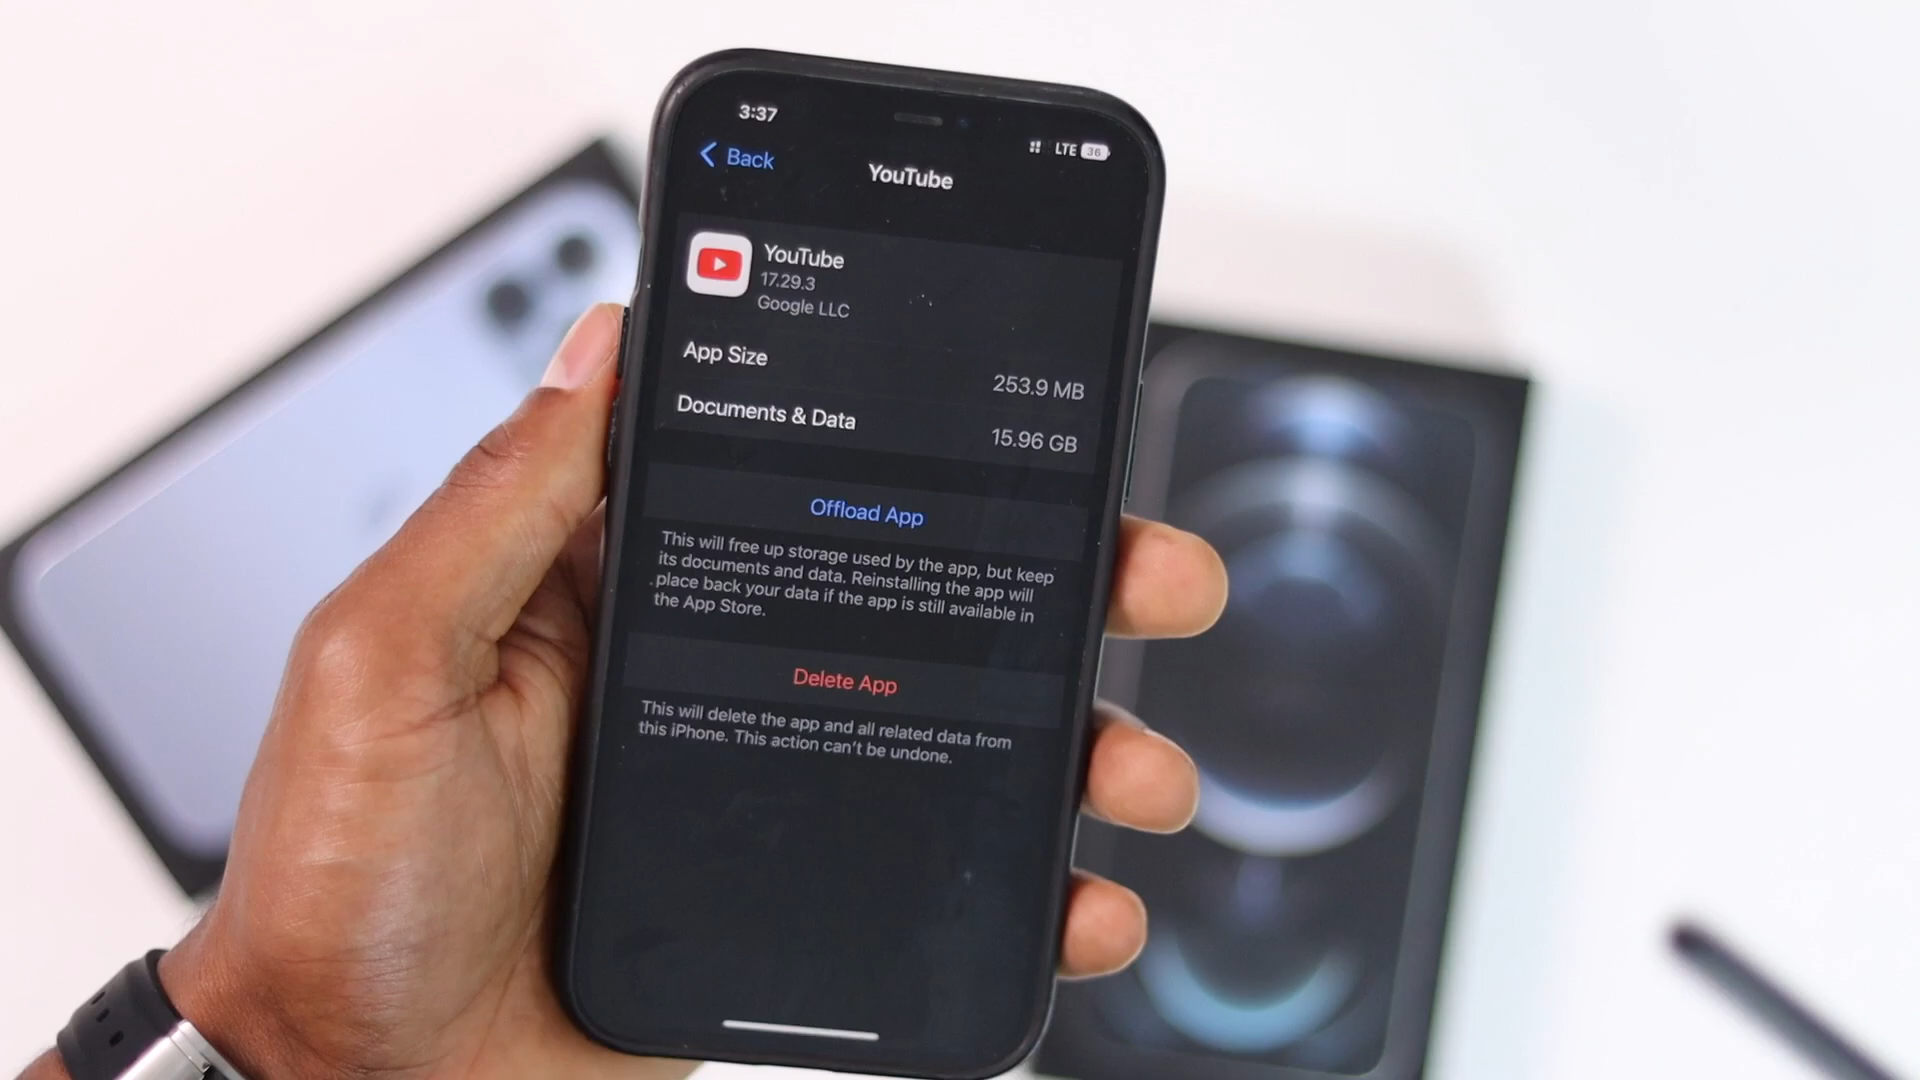 3:37
LTE 36
Back
YouTube
YouTube
17.29.3
Google LLC
App Size
253.9 MB
Documents & Data
15.96 GB
Offload App
This will free up storage used by the app, but keep
its documents and data. Reinstalling the app will
place back your data if the app is still available in
the App Store.
Delete App
This will delete the app and all related data from
this iPhone. This action can't be undone.